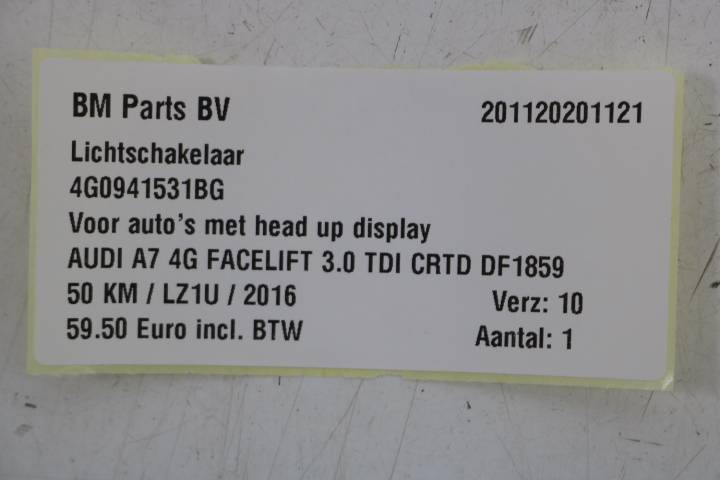 BM Parts BV 201120201121
Lichtschakelaar
4G0941531BG
Voor auto's met head up display
AUDI A7 4G FACELIFT 3.0 TDI CRTD DF1859
50 KM / LZ1U / 2016 Verz: 10
59.50 Euro incl. BTW Aantal: 1